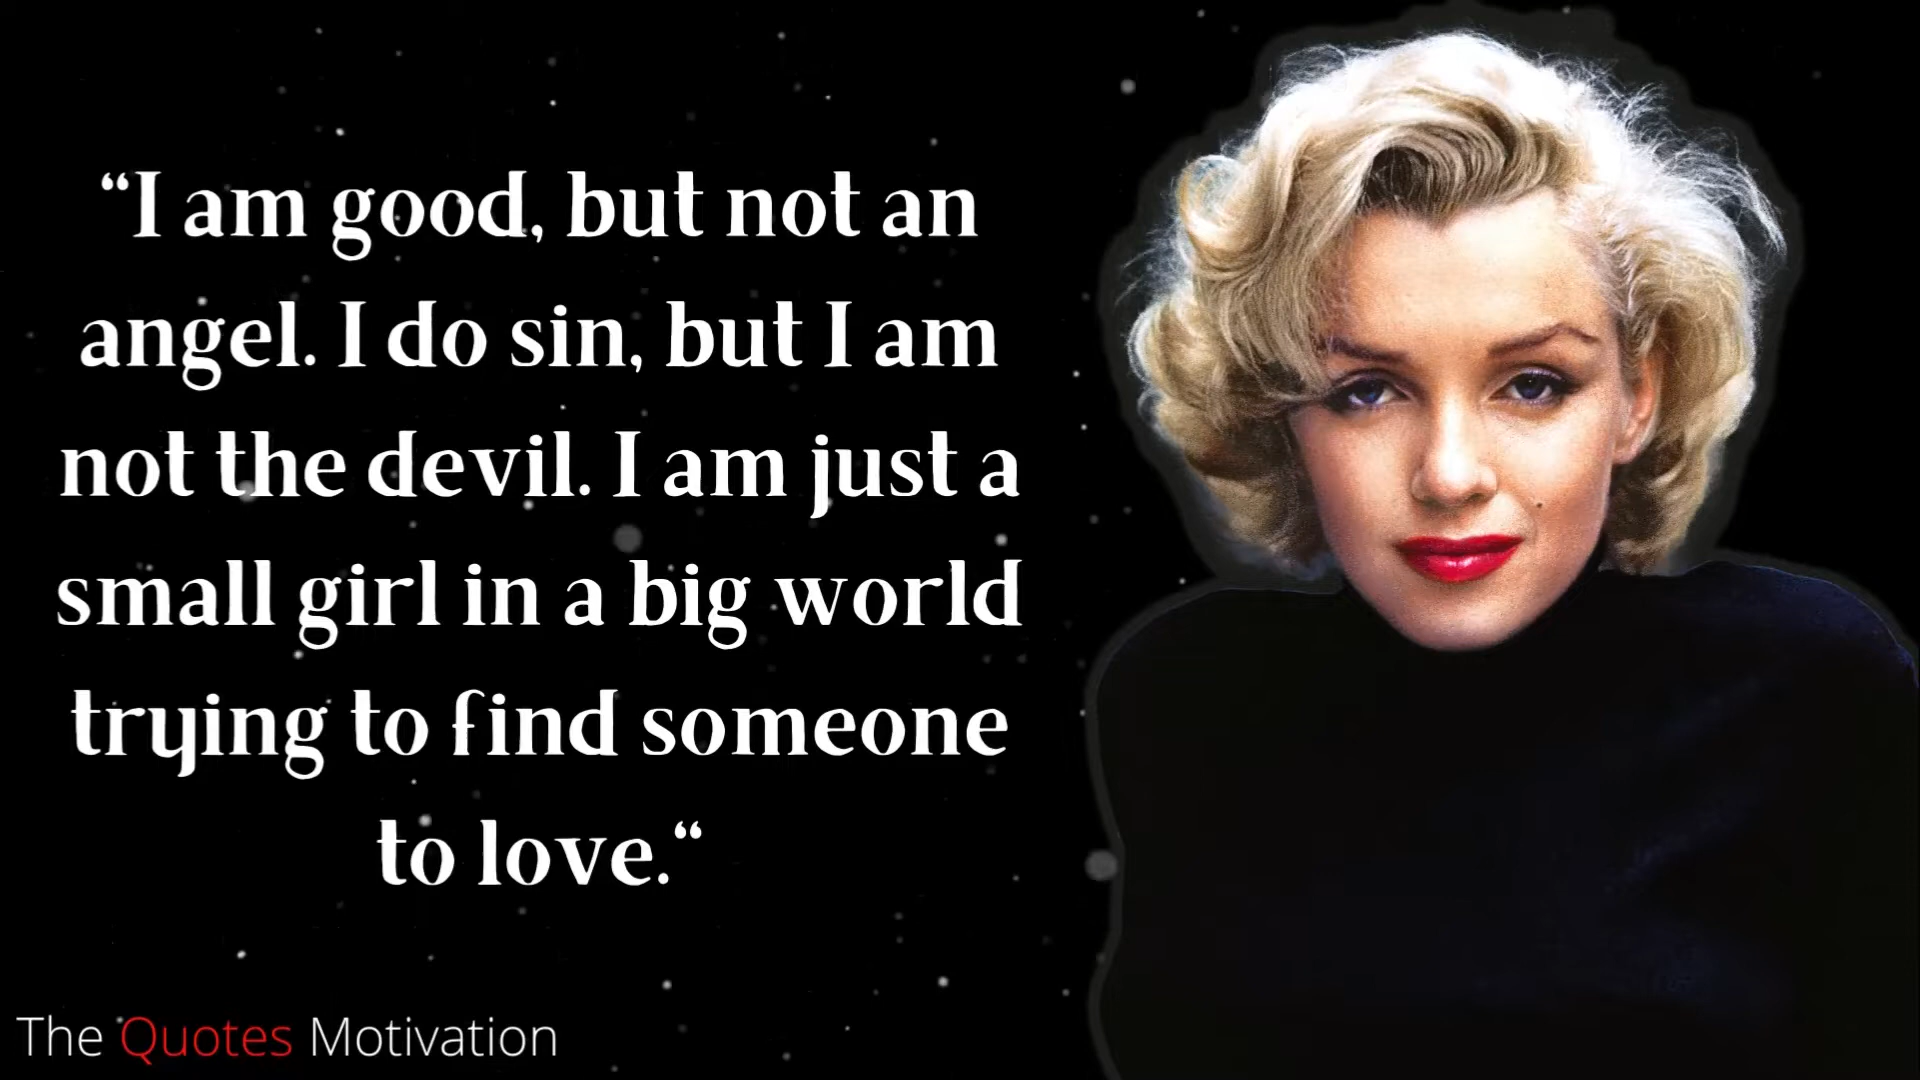 “I am good, but not an
angel. I do sin, but I am
not the devil. I am just a
small girl in a big world
trying to find someone
to love.“
The Quotes Motivation